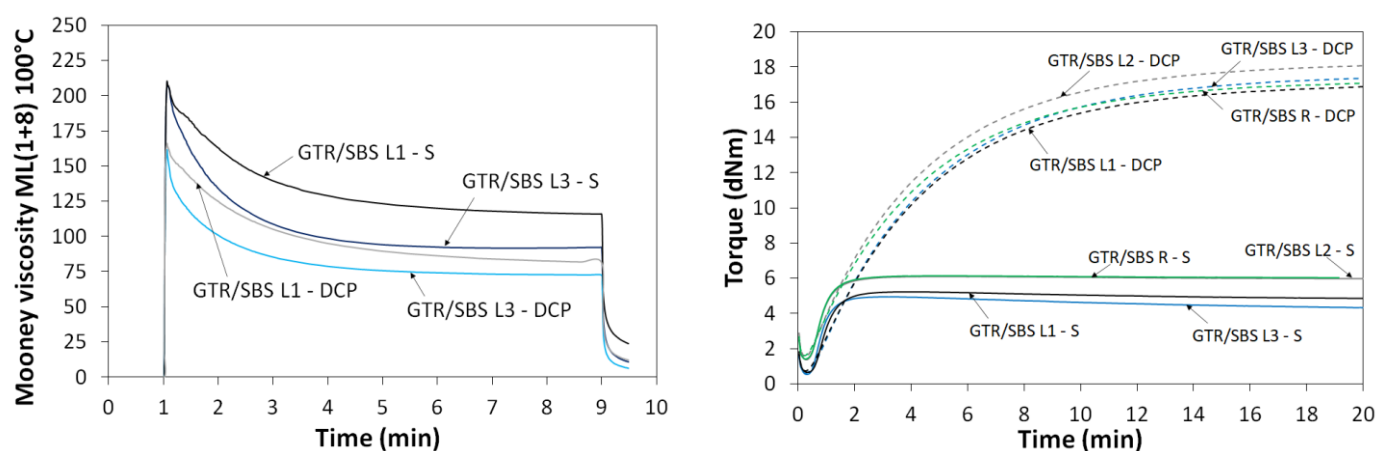 Mooney viscosity ML(1+8) 100°C
250
225
200
175
150
125
100
75
50
25
0
GTR/SBS L1 - S
GTR/SBS L3 - S
GTR/SBS L1 - DCP
GTR/SBS L3 - DCP
0 1 2 3 4 5 6 7 8 9 10
Time (min)
Torque (dNm)
20
18
16
14
12
10
8
6
4
2
0
GTR/SBS L2 - DCP
GTR/SBS L3 - DCP
GTR/SBS R - DCP
GTR/SBS L1 - DCP
GTR/SBS R - S
GTR/SBS L2 - S
GTR/SBS L1 - S
GTR/SBS L3 - S
0 2 4 6 8 10 12 14 16 18 20
Time (min)